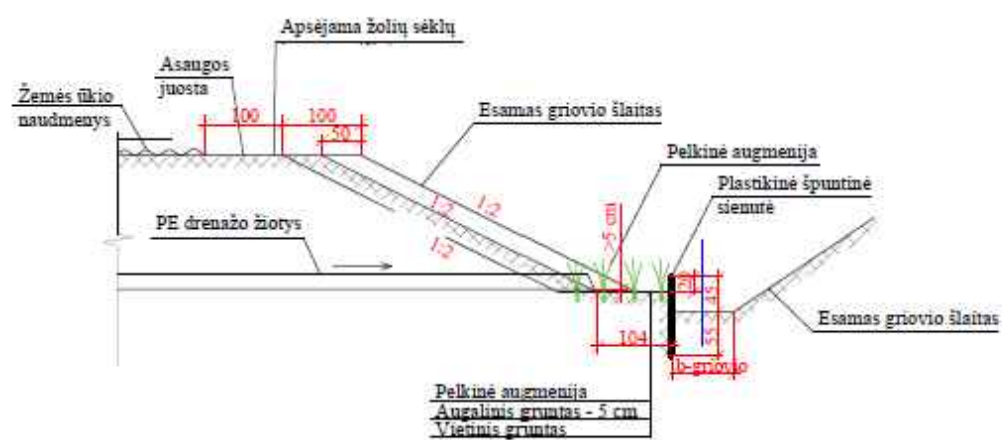 Apsėjama žolių sėklų
Asaugos
juosta
Žemės ūkio
naudmenys
100
100
50
Esamas griovio šlaitas
Pelkinė augmenija
Plastikinė špuntinė
sienutė
1:2
1:2
1:2
PE drenažo žiotys
>5 cm
20
45
55
104
b-griovio
Esamas griovio šlaitas
Pelkinė augmenija
Augalinis gruntas - 5 cm
Vietinis gruntas